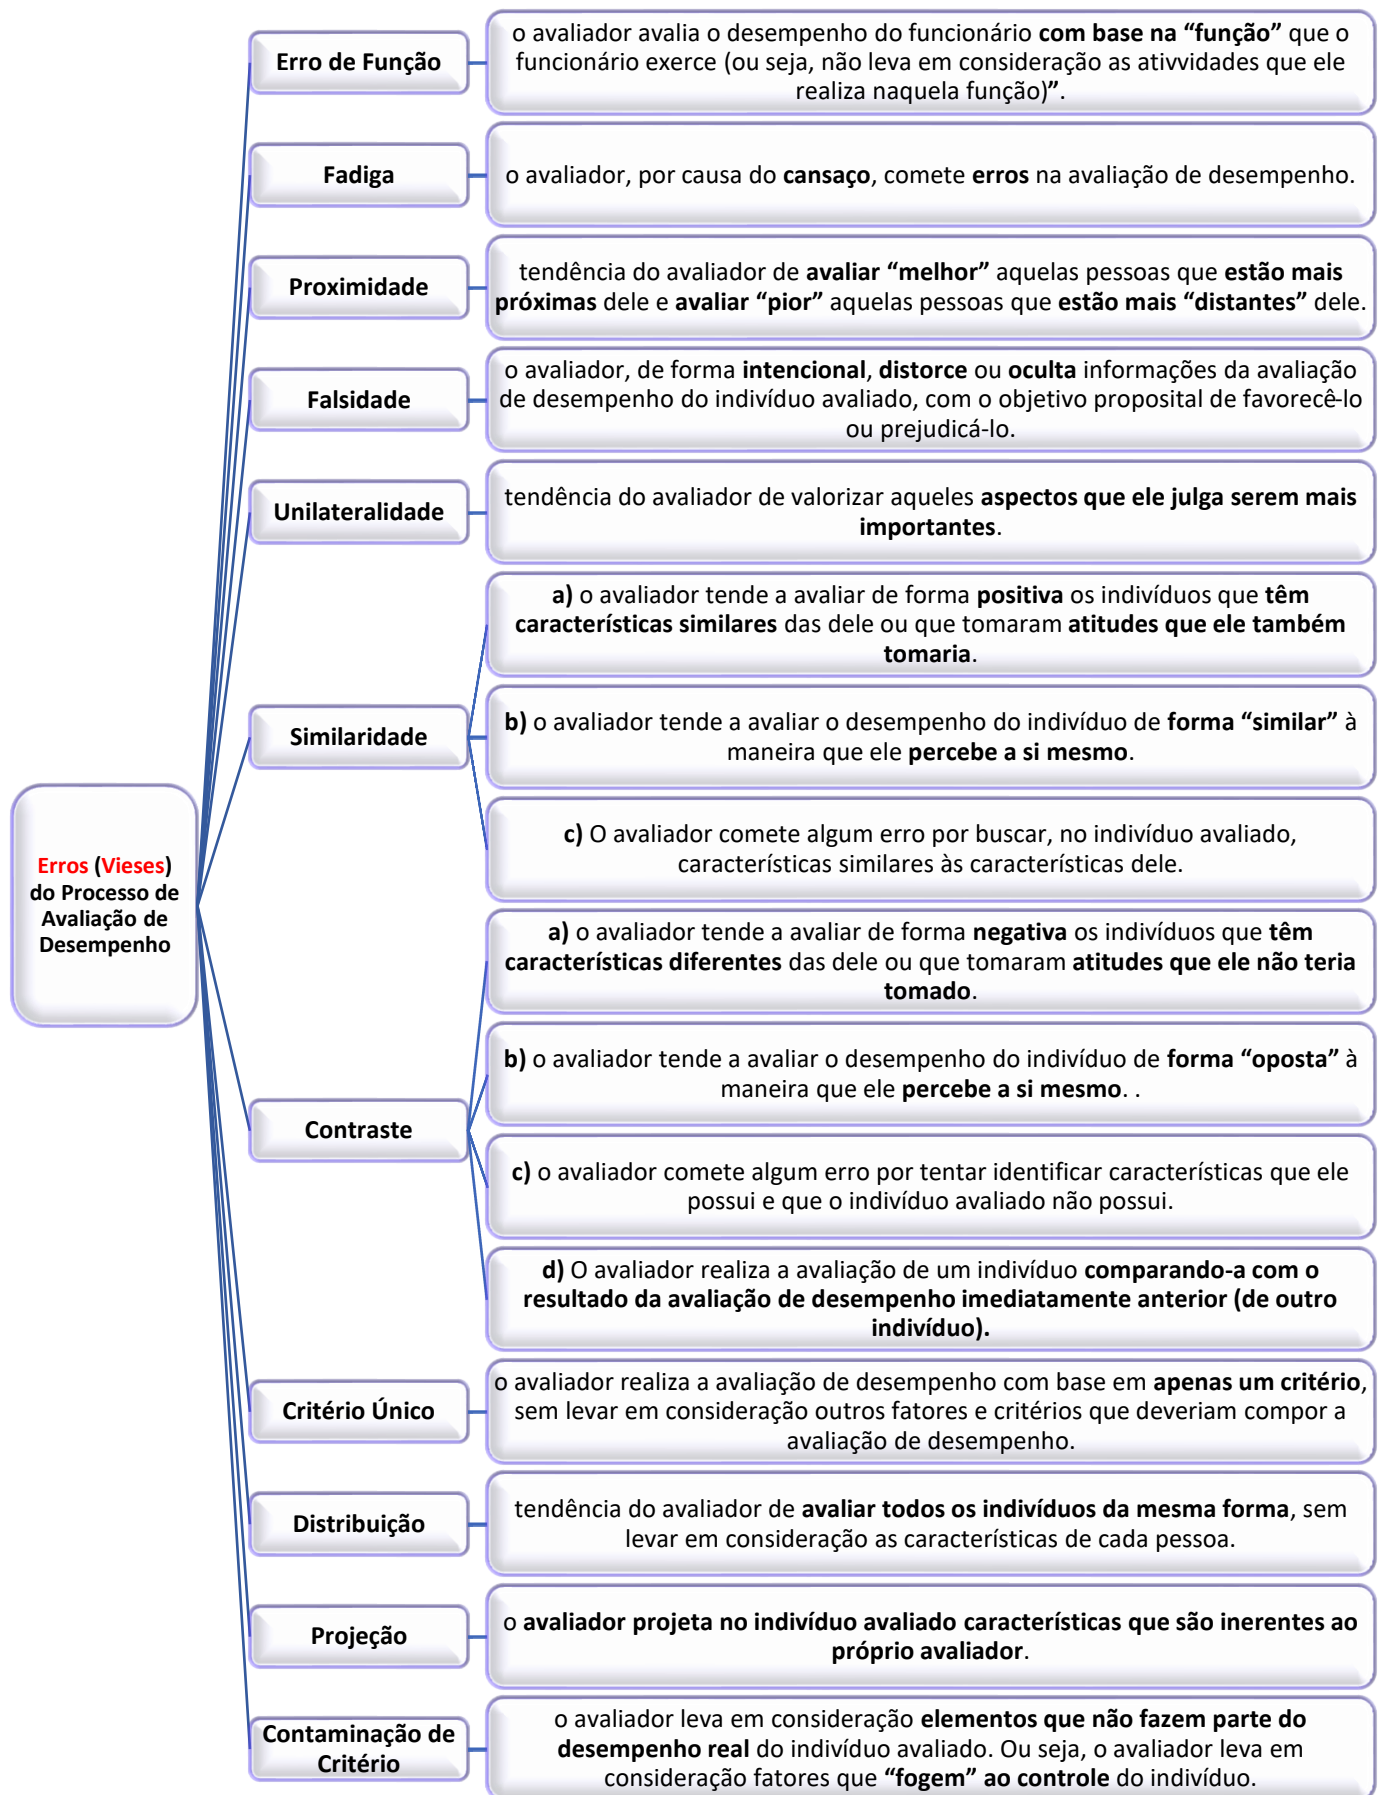 Erro de Função
o avaliador avalia o desempenho do funcionário com base na “função” que o
funcionário exerce (ou seja, não leva em consideração as ativvidades que ele
realiza naquela função)”.
Fadiga
o avaliador, por causa do cansaço, comete erros na avaliação de desempenho.
Proximidade
tendência do avaliador de avaliar “melhor” aquelas pessoas que estão mais
próximas dele e avaliar “pior” aquelas pessoas que estão mais “distantes” dele.
Falsidade
o avaliador, de forma intencional, distorce ou oculta informações da avaliação
de desempenho do indivíduo avaliado, com o objetivo proposital de favorecê-lo
ou prejudicá-lo.
Unilateralidade
tendência do avaliador de valorizar aqueles aspectos que ele julga serem mais
importantes.
Similaridade
a) o avaliador tende a avaliar de forma positiva os indivíduos que têm
características similares das dele ou que tomaram atitudes que ele também
tomaria.
b) o avaliador tende a avaliar o desempenho do indivíduo de forma “similar” à
maneira que ele percebe a si mesmo.
c) O avaliador comete algum erro por buscar, no indivíduo avaliado,
características similares às características dele.
Erros (Vieses)
do Processo de
Avaliação de
Desempenho
Contraste
a) o avaliador tende a avaliar de forma negativa os indivíduos que têm
características diferentes das dele ou que tomaram atitudes que ele não teria
tomado.
b) o avaliador tende a avaliar o desempenho do indivíduo de forma “oposta” à
maneira que ele percebe a si mesmo. .
c) o avaliador comete algum erro por tentar identificar características que ele
possui e que o indivíduo avaliado não possui.
d) O avaliador realiza a avaliação de um indivíduo comparando-a com o
resultado da avaliação de desempenho imediatamente anterior (de outro
indivíduo).
Critério Único
o avaliador realiza a avaliação de desempenho com base em apenas um critério,
sem levar em consideração outros fatores e critérios que deveriam compor a
avaliação de desempenho.
Distribuição
tendência do avaliador de avaliar todos os indivíduos da mesma forma, sem
levar em consideração as características de cada pessoa.
Projeção
o avaliador projeta no indivíduo avaliado características que são inerentes ao
próprio avaliador.
Contaminação de
Critério
o avaliador leva em consideração elementos que não fazem parte do
desempenho real do indivíduo avaliado. Ou seja, o avaliador leva em
consideração fatores que “fogem” ao controle do indivíduo.